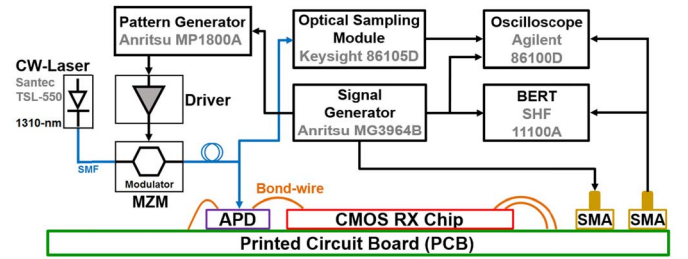 Pattern Generator
Anritsu MP1800A
Optical Sampling
Module
Keysight 86105D
Oscilloscope
Agilent
86100D
CW-Laser
Santec
TSL-550
1310-nm
Driver
Signal
Generator
Anritsu MG3964B
BERT
SHF
11100A
SMF
Modulator
MZM
Bond-wire
APD
CMOS RX Chip
SMA
SMA
Printed Circuit Board (PCB)